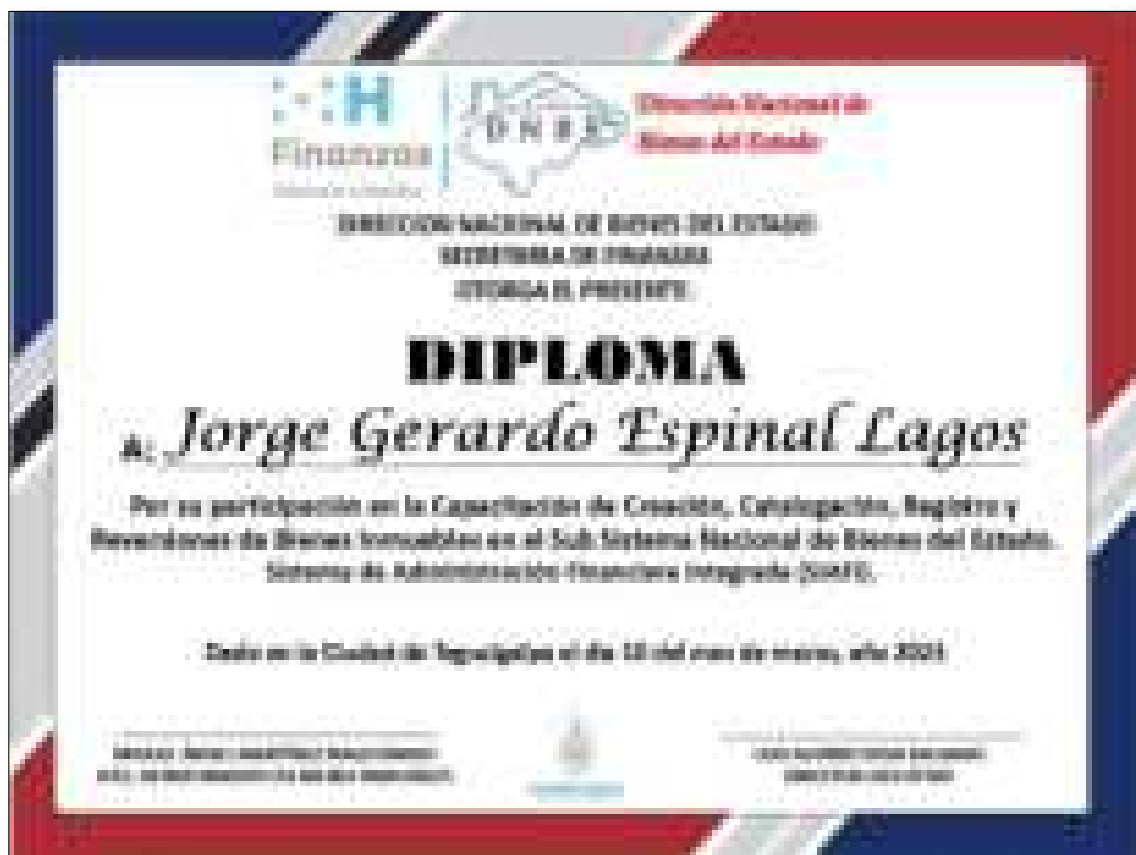 Finanzas
DNBE
Dirección Nacional de
Bienes del Estado
DIRECCION NACIONAL DE BIENES DEL ESTADO
SECRETARIA DE FINANZAS
OTORGA EL PRESENTE:
DIPLOMA
A: Jorge Gerardo Espinal Lagos
Por su participación en la Capacitación de Creación, Catalogación, Registro y
Reversiones de Bienes Inmuebles en el Sub Sistema Nacional de Bienes del Estado.
Sistema de Administración Financiera Integrada (SIAFI).
Dado en la Ciudad de Tegucigalpa el día 10 del mes de marzo, año 2023